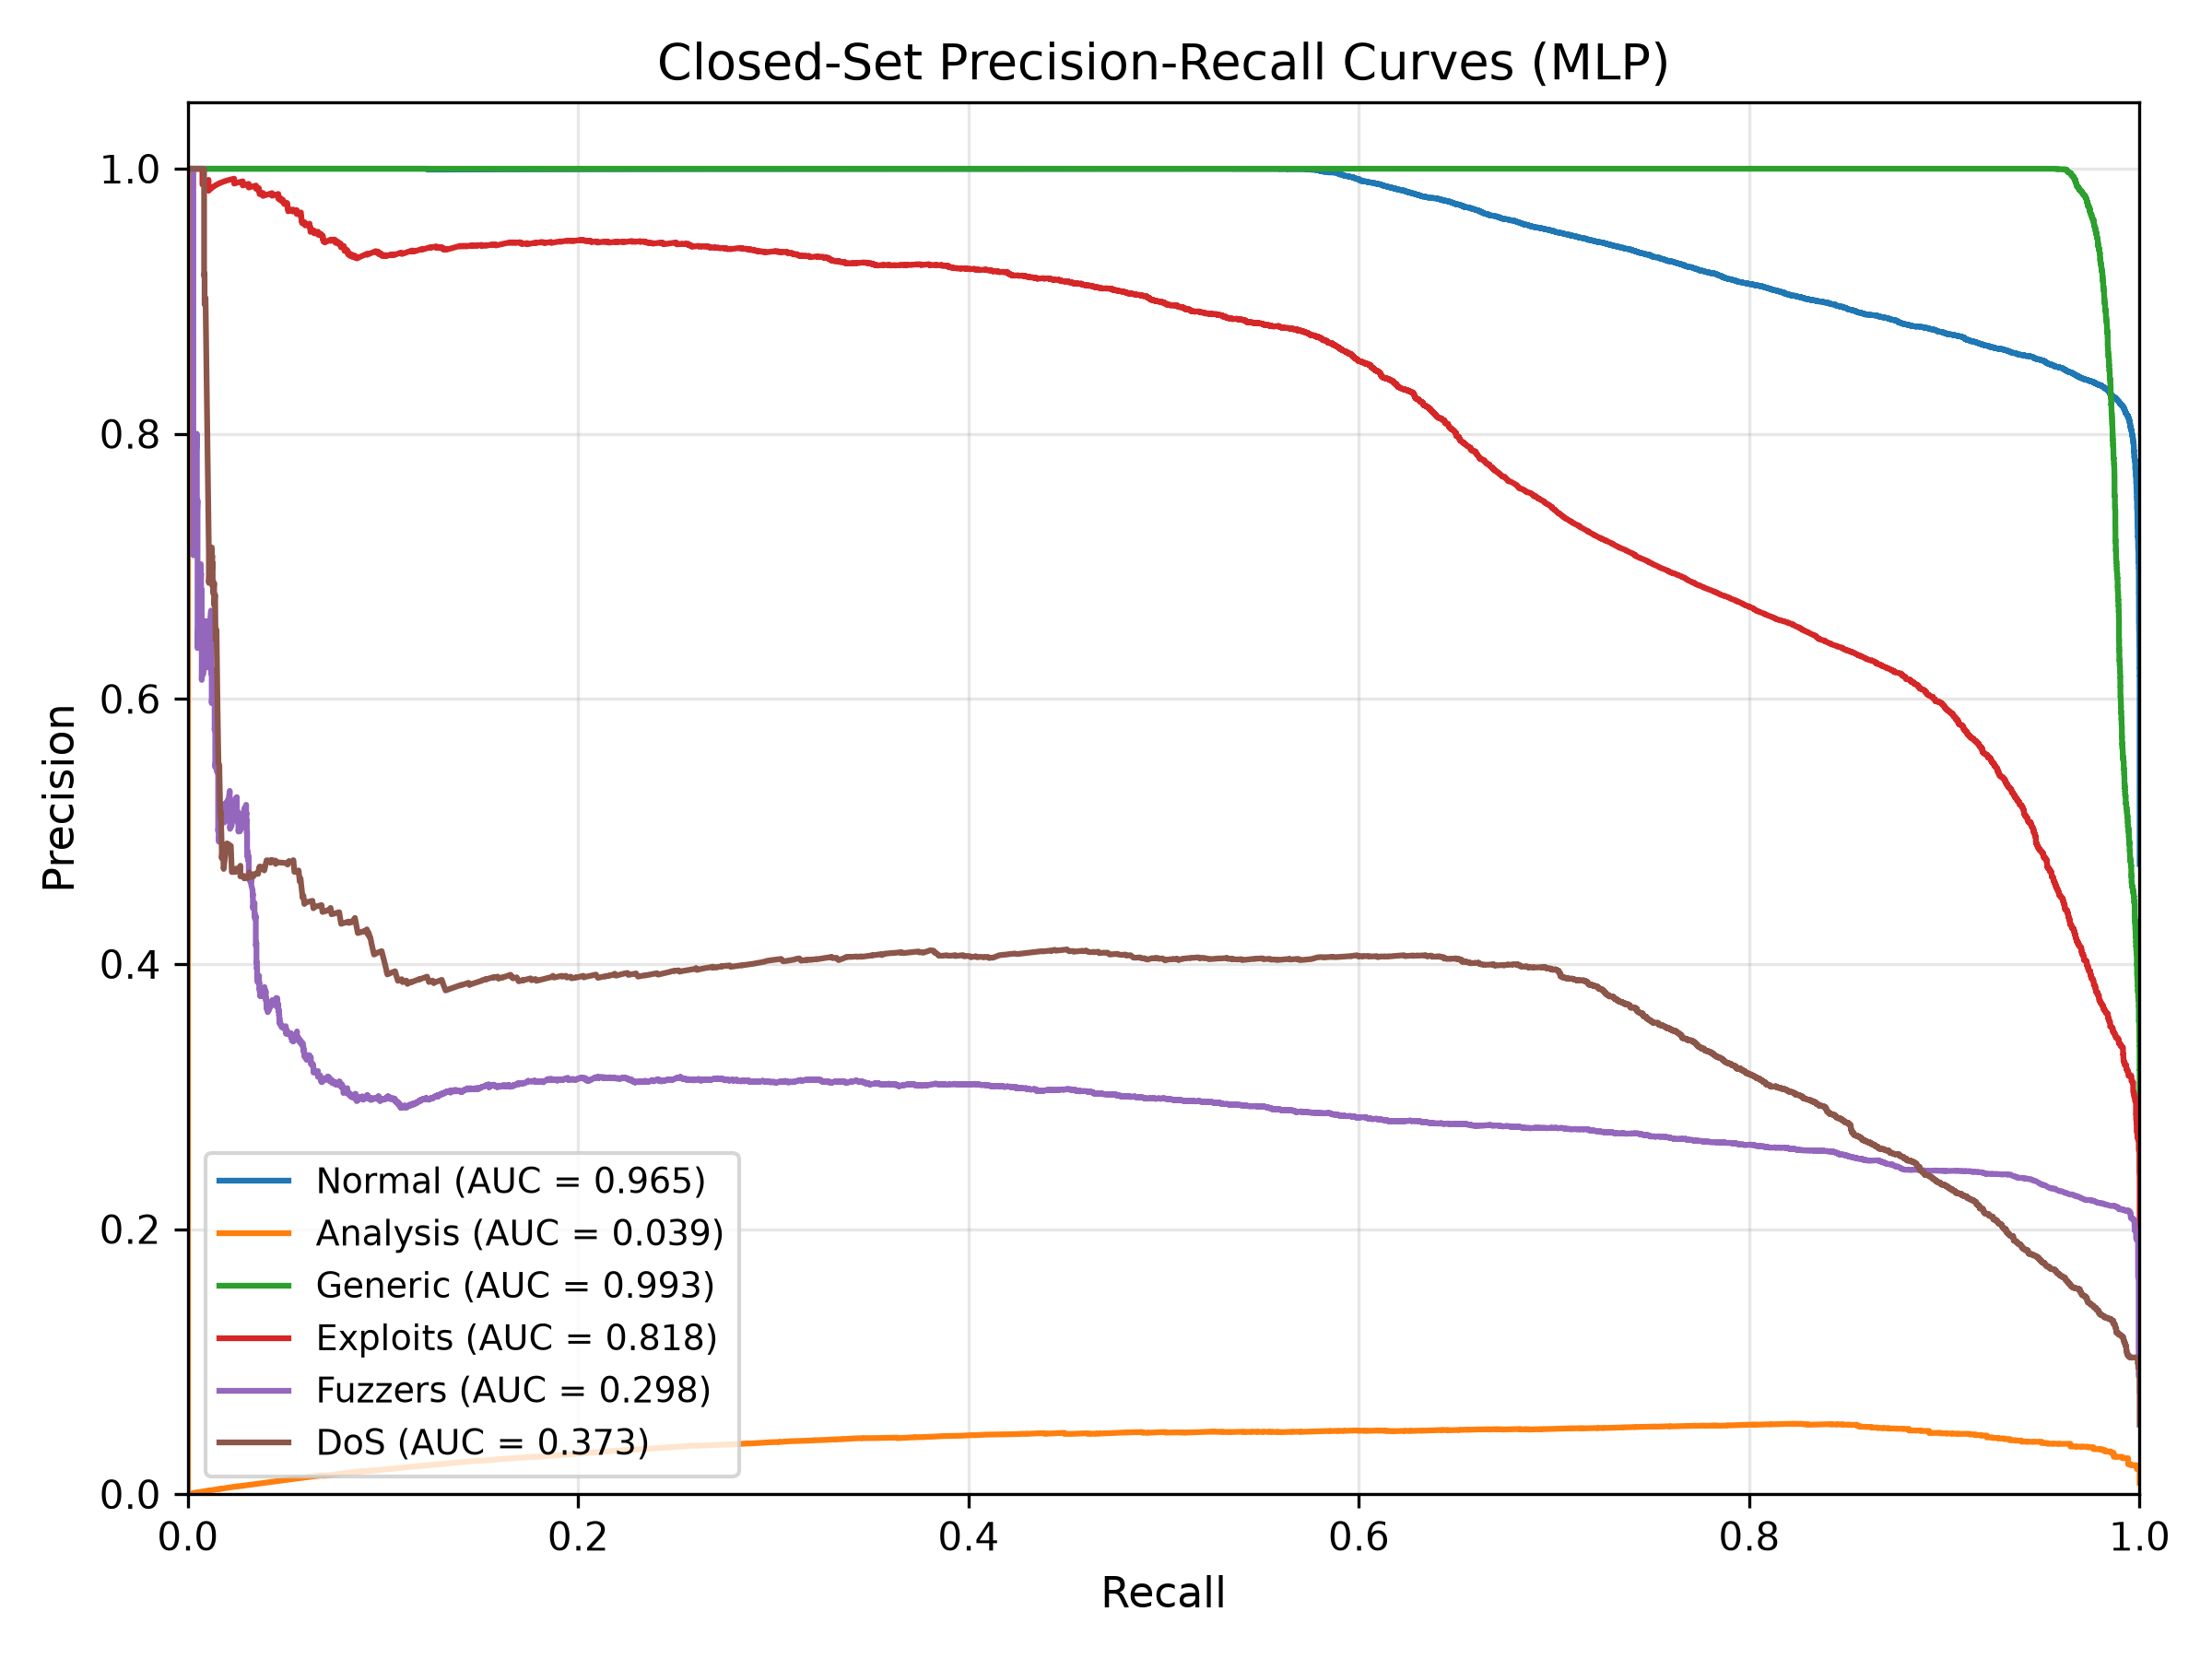 Closed-Set Precision-Recall Curves (MLP)
1.0
0.8
0.6
0.4
0.2
0.0
Precision
Normal (AUC = 0.965)
Analysis (AUC = 0.039)
Generic (AUC = 0.993)
Exploits (AUC = 0.818)
Fuzzers (AUC = 0.298)
DoS (AUC = 0.373)
0.0 0.2 0.4 0.6 0.8 1.0
Recall